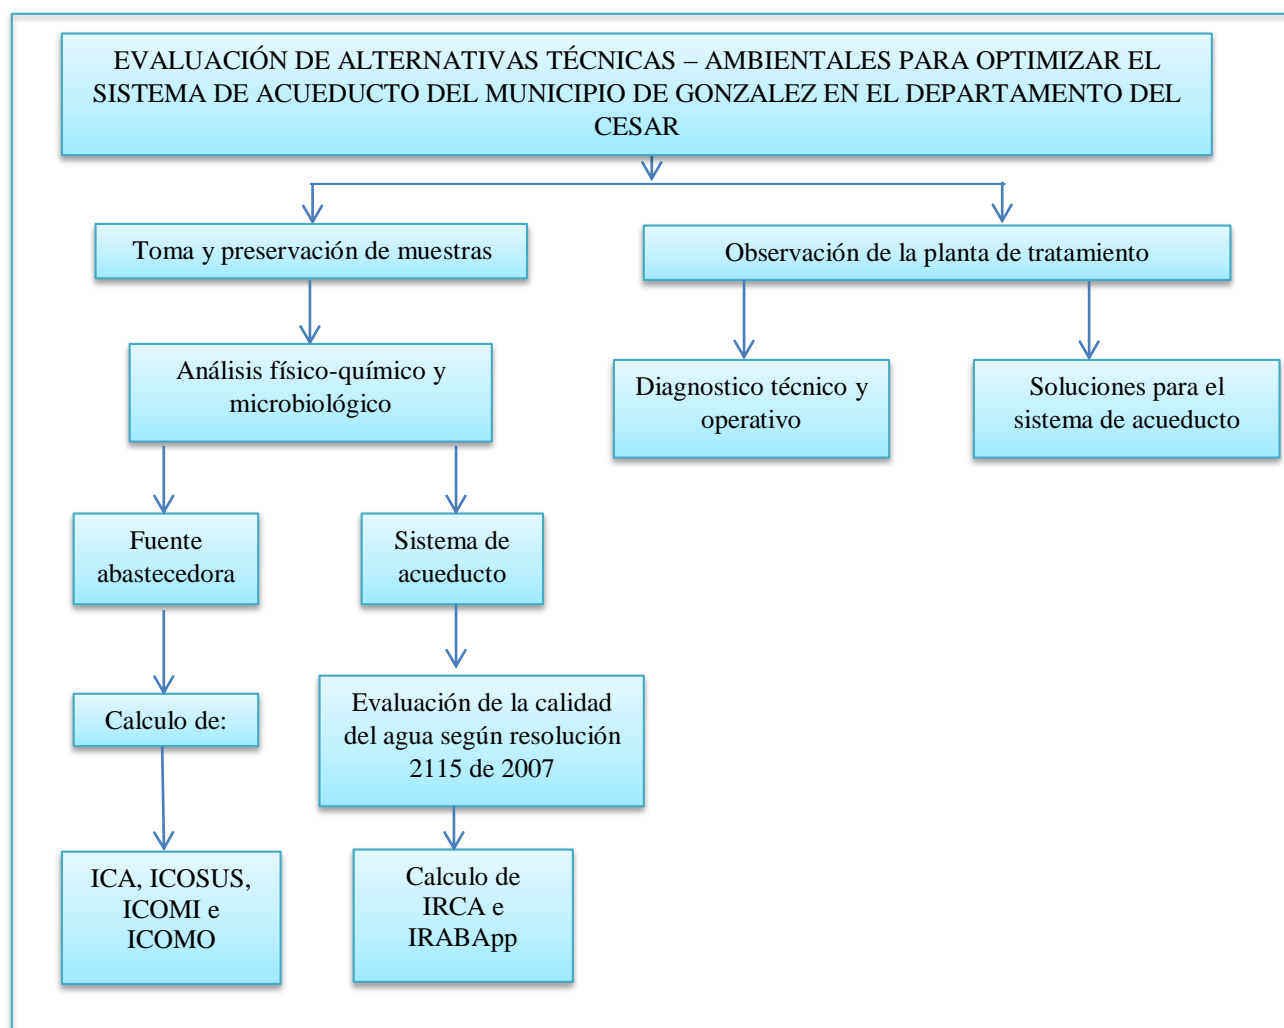 EVALUACIÓN DE ALTERNATIVAS TÉCNICAS – AMBIENTALES PARA OPTIMIZAR EL
SISTEMA DE ACUEDUCTO DEL MUNICIPIO DE GONZALEZ EN EL DEPARTAMENTO DEL
CESAR
Toma y preservación de muestras
Observación de la planta de tratamiento
Análisis físico-químico y
microbiológico
Diagnostico técnico y
operativo
Soluciones para el
sistema de acueducto
Fuente
abastecedora
Sistema de
acueducto
Calculo de:
Evaluación de la calidad
del agua según resolución
2115 de 2007
ICA, ICOSUS,
ICOMI e
ICOMO
Calculo de
IRCA e
IRABApp